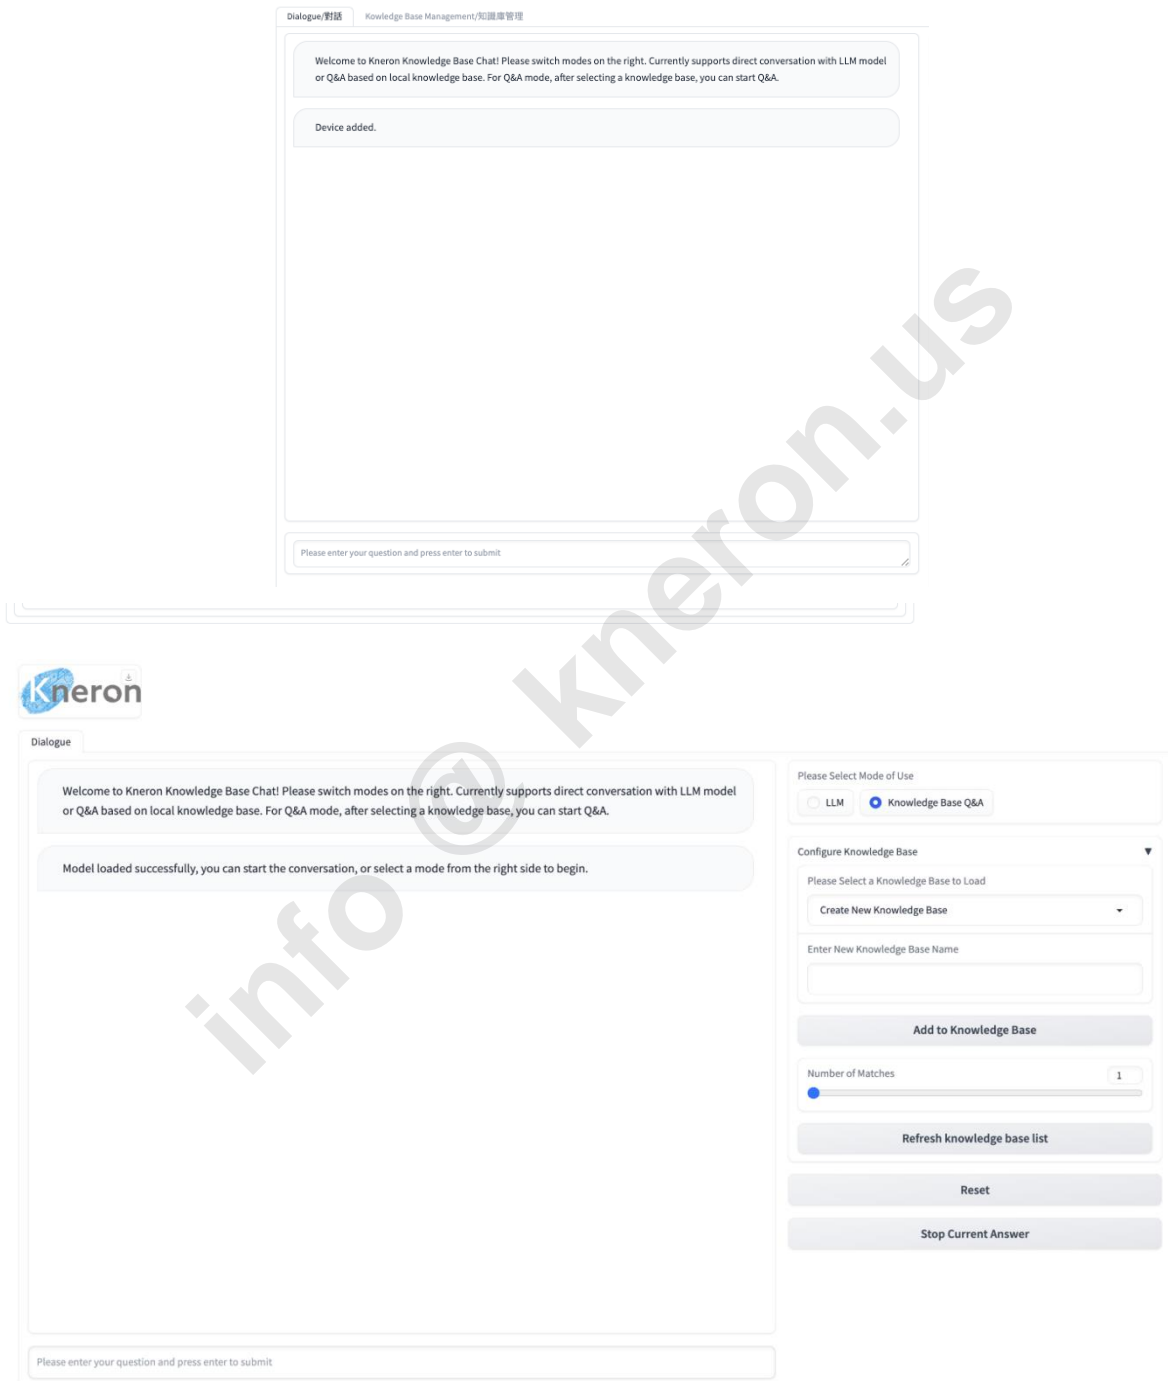 Dialogue/對話 Kowledge Base Management/知識庫管理
Welcome to Kneron Knowledge Base Chat! Please switch modes on the right. Currently supports direct conversation with LLM model
or Q&A based on local knowledge base. For Q&A mode, after selecting a knowledge base, you can start Q&A.
Device added.
Please enter your question and press enter to submit
Kneron
Dialogue
Welcome to Kneron Knowledge Base Chat! Please switch modes on the right. Currently supports direct conversation with LLM model
or Q&A based on local knowledge base. For Q&A mode, after selecting a knowledge base, you can start Q&A.
Model loaded successfully, you can start the conversation, or select a mode from the right side to begin.
Please enter your question and press enter to submit
Please Select Mode of Use
LLM Knowledge Base Q&A
Configure Knowledge Base
Please Select a Knowledge Base to Load
Create New Knowledge Base
Enter New Knowledge Base Name
Add to Knowledge Base
Number of Matches 1
Refresh knowledge base list
Reset
Stop Current Answer
info @ kneron.us